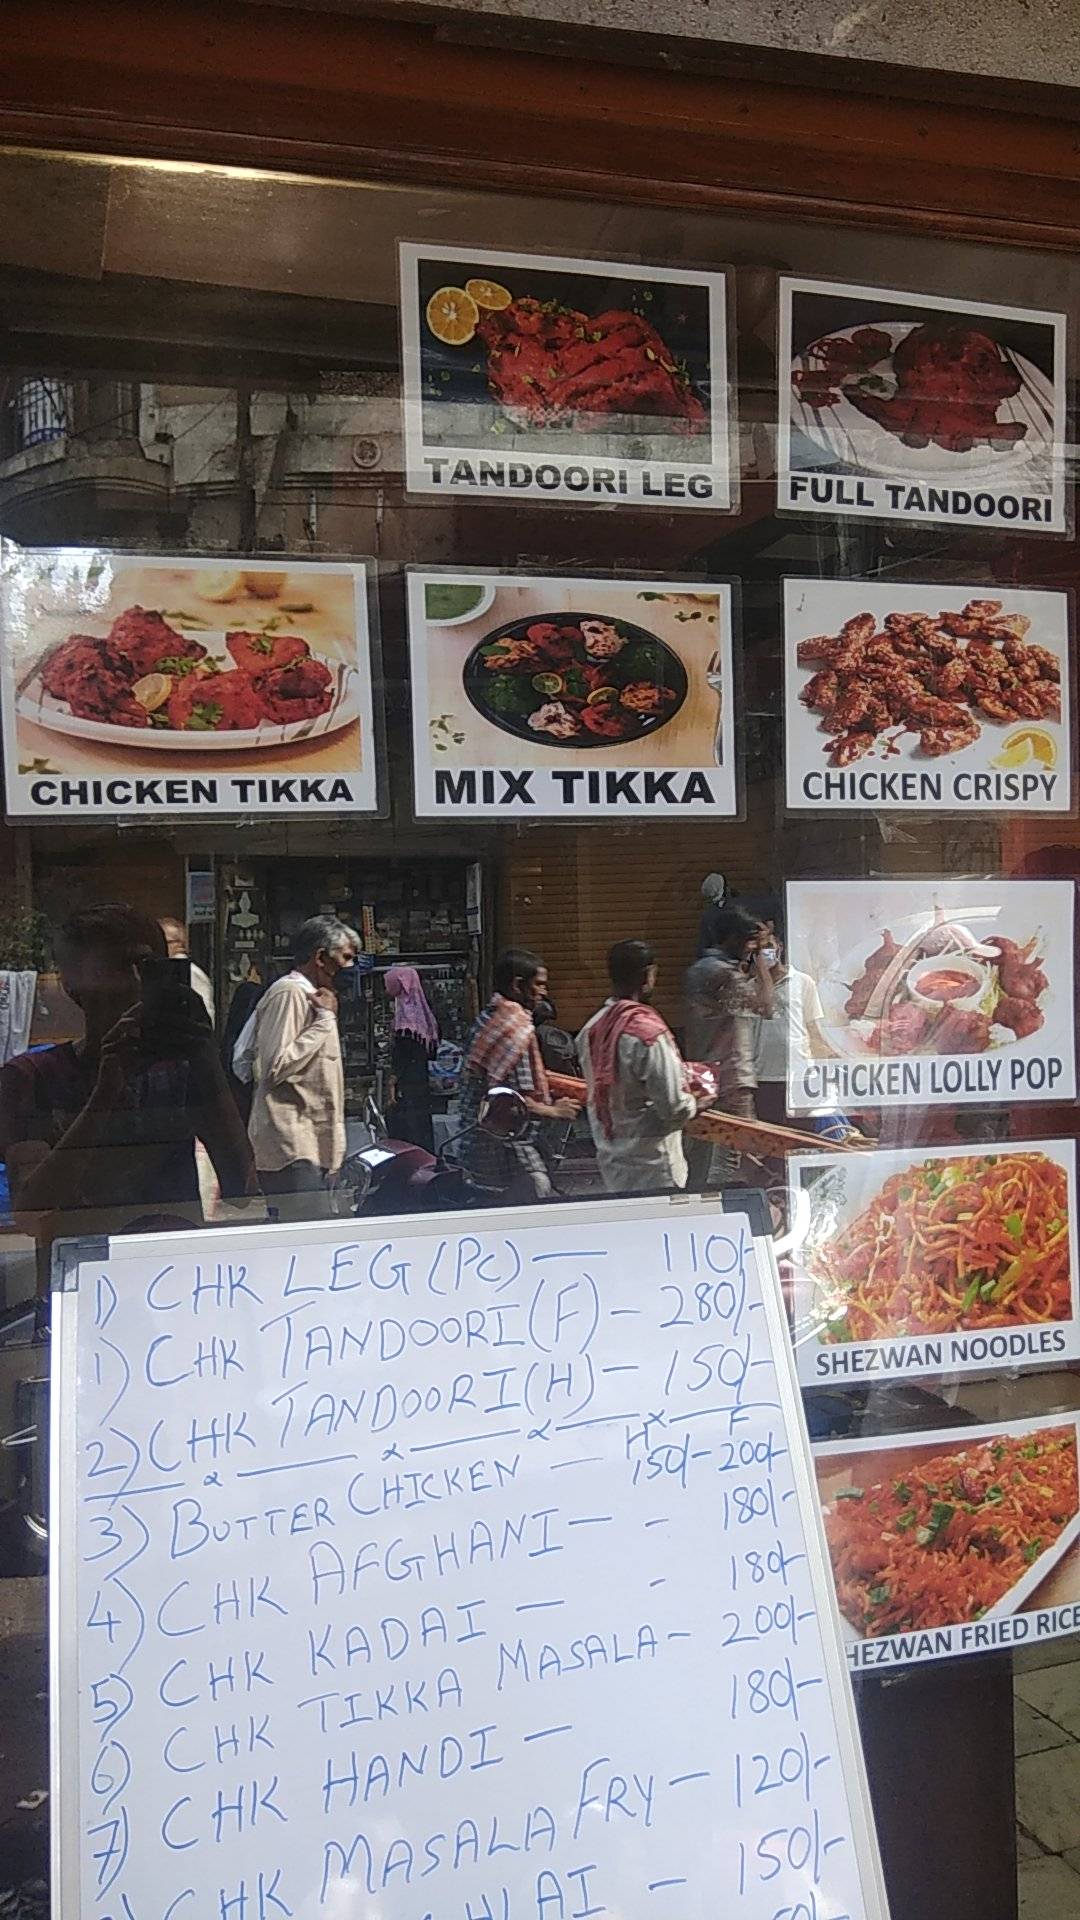 TANDOORI LEG
FULL TANDOORI
CHICKEN TIKKA
MIX TIKKA
CHICKEN CRISPY
CHICKEN LOLLY POP
SHEZWAN NOODLES
HEZWAN FRIED RICE
1) CHK LEG (Pc) — 110/-
1) CHK TANDOORI (F) - 280/-
2) CHK TANDOORI (H) - 150/-
H F
3) BUTTER CHICKEN — 150/- 200/-
4) CHK AFGHANI - - 180/-
5) CHK KADAI - - 180/-
6) CHK TIKKA MASALA - 200/-
7) CHK HANDI - 180/-
CHK MASALA FRY - 120/-
AI - 150/-